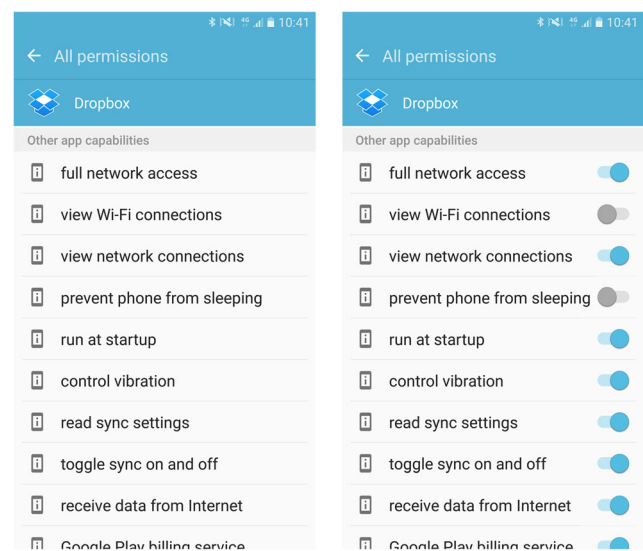 4G 10:41
All permissions
Dropbox
Other app capabilities
full network access
view Wi-Fi connections
view network connections
prevent phone from sleeping
run at startup
control vibration
read sync settings
toggle sync on and off
receive data from Internet
Google Play billing service
4G 10:41
All permissions
Dropbox
Other app capabilities
full network access
view Wi-Fi connections
view network connections
prevent phone from sleeping
run at startup
control vibration
read sync settings
toggle sync on and off
receive data from Internet
Google Play billing service